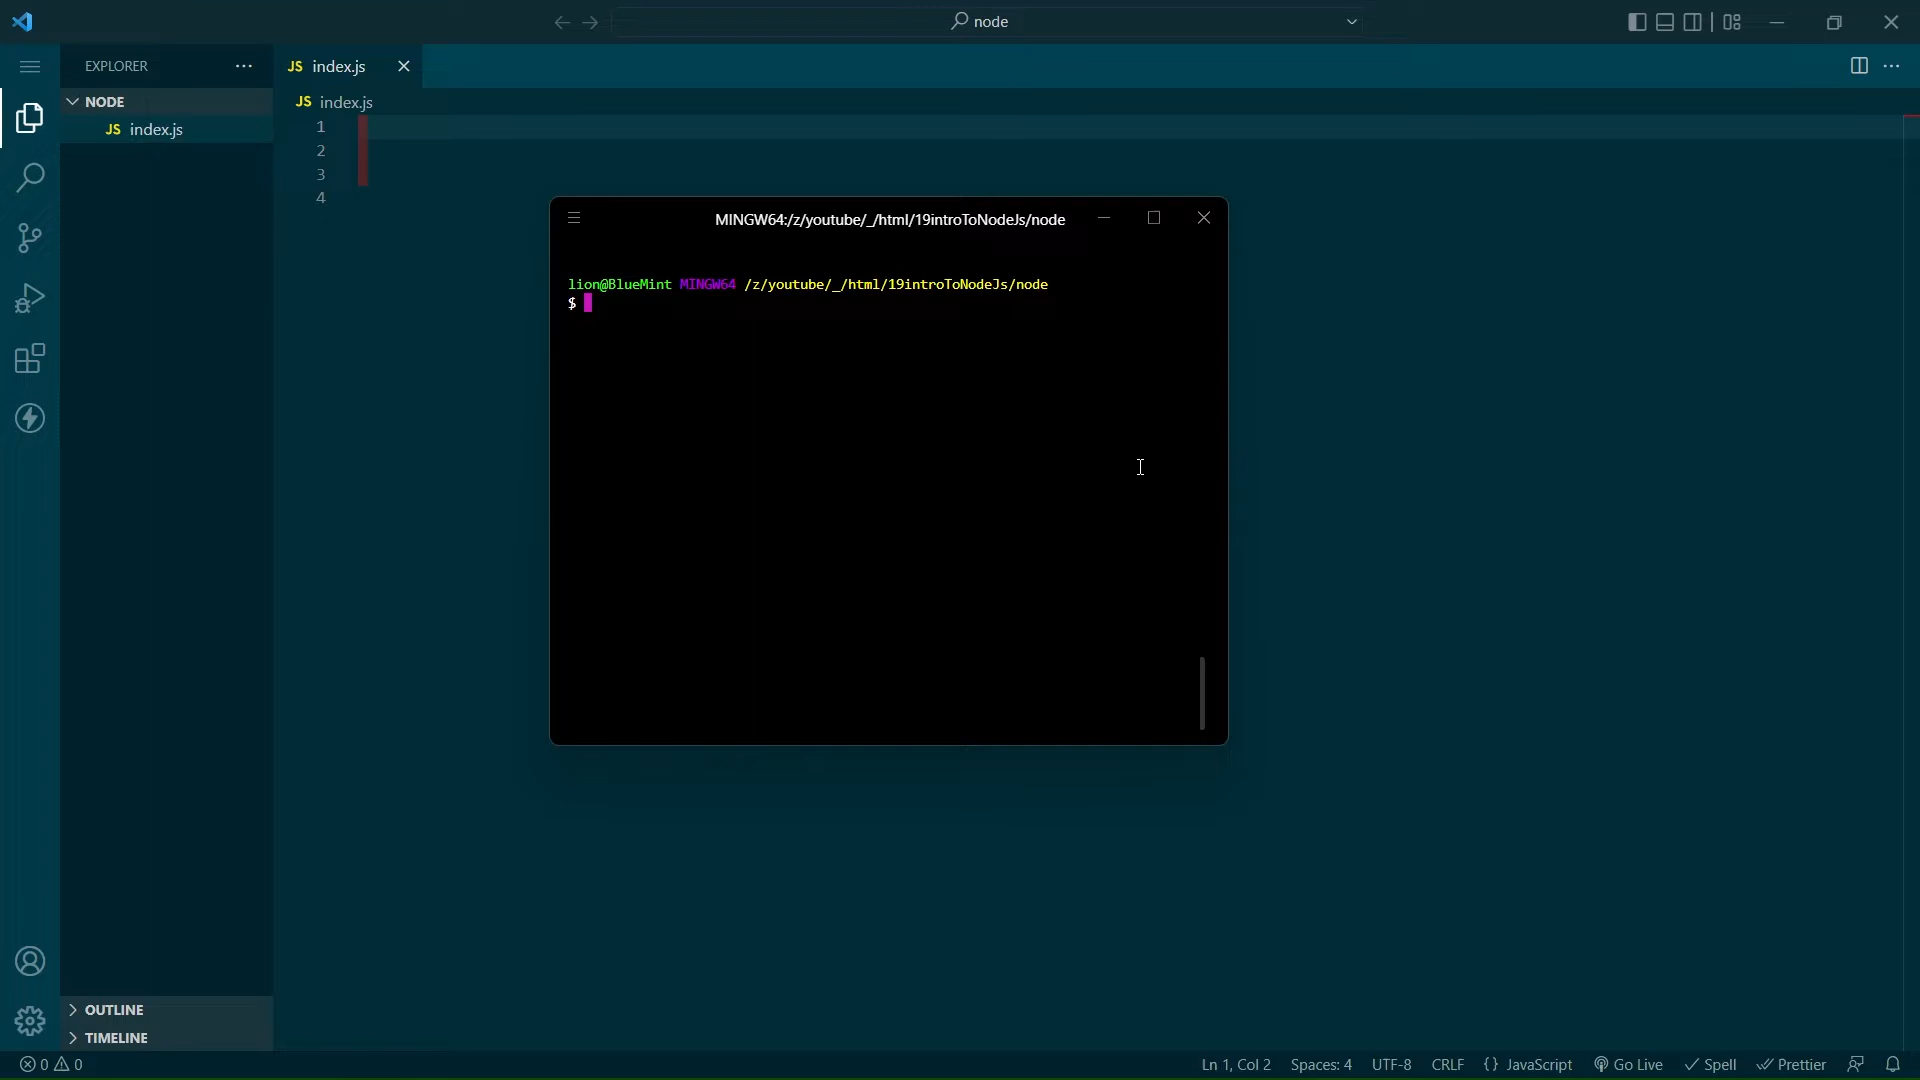 node
EXPLORER
JS index.js
NODE
JS index.js
JS index.js
1
2
3
4
MINGW64:/z/youtube/_/html/19introToNodeJs/node
lion@BlueMint MINGW64 /z/youtube/_/html/19introToNodeJs/node
$
OUTLINE
TIMELINE
0 0 Ln 1, Col 2 Spaces: 4 UTF-8 CRLF {} JavaScript Go Live Spell Prettier